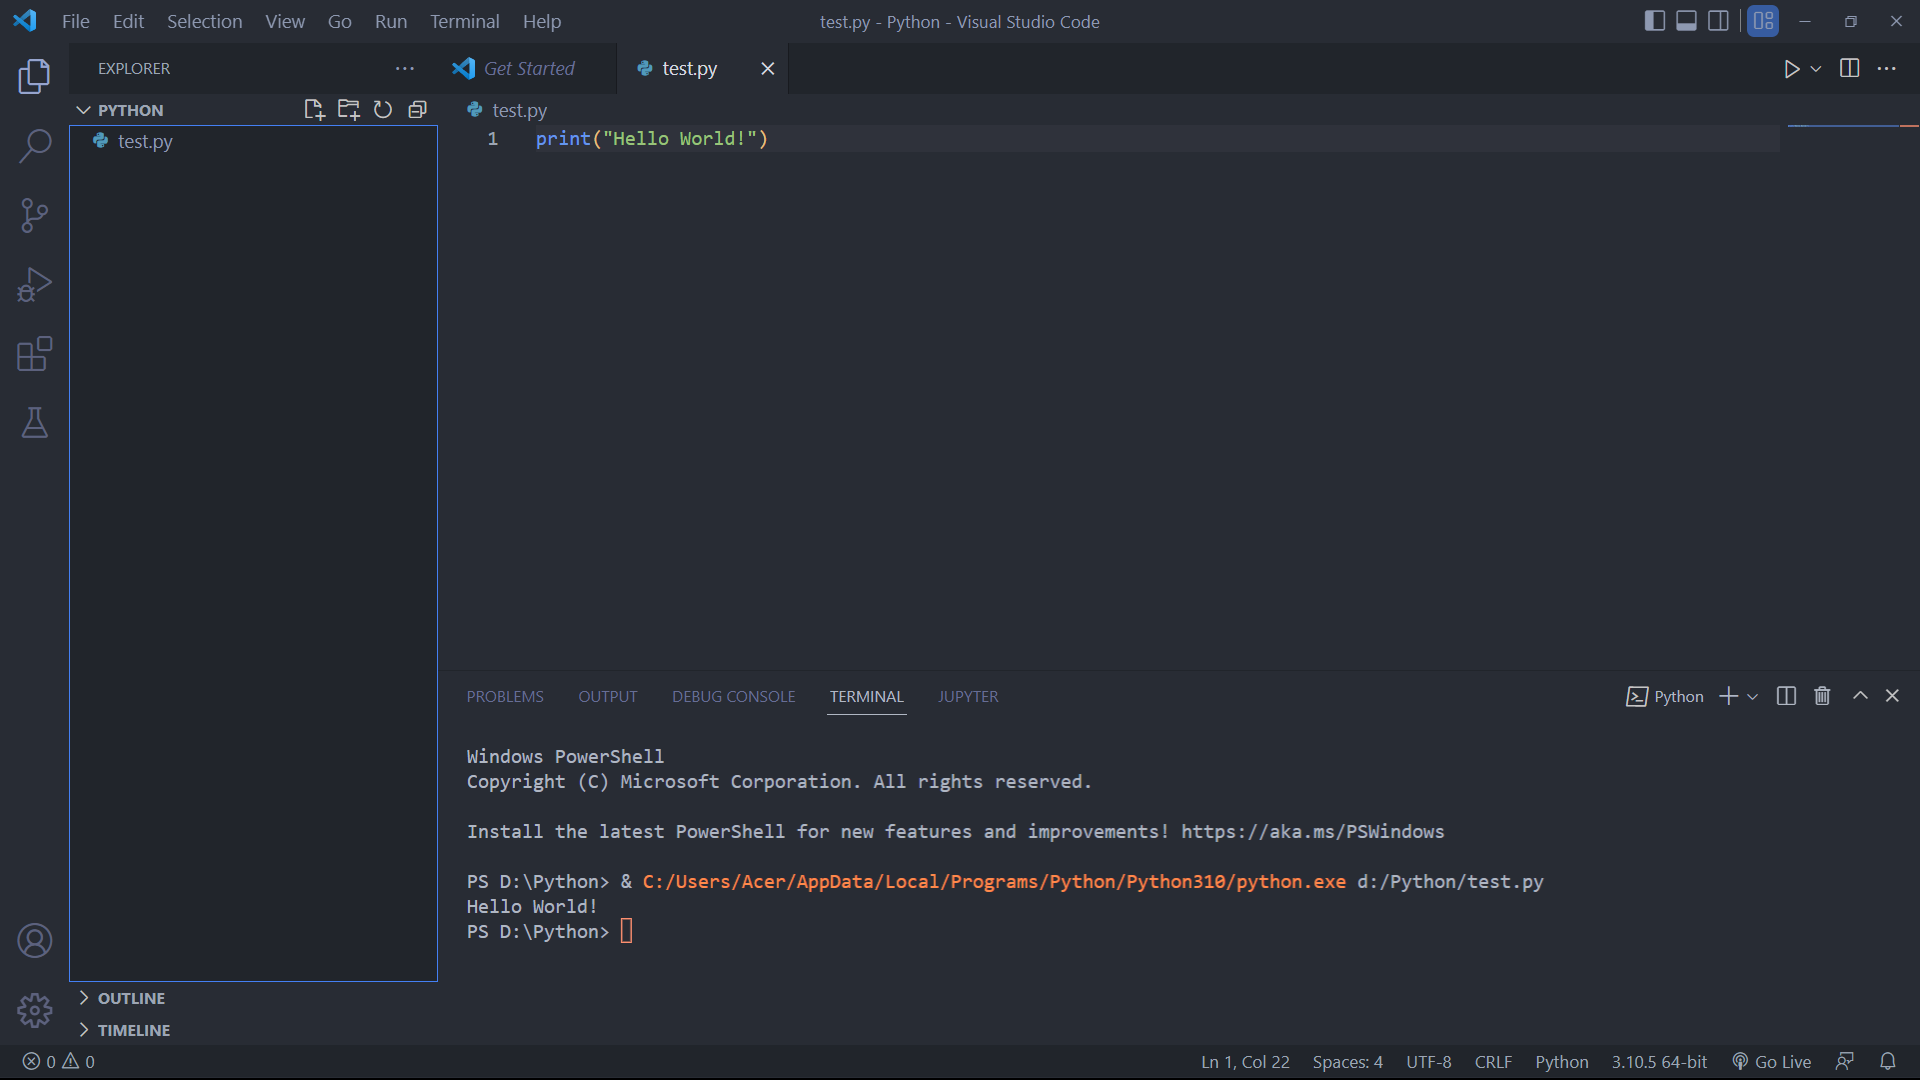 File Edit Selection View Go Run Terminal Help
test.py - Python - Visual Studio Code
EXPLORER
Get Started
test.py
PYTHON
test.py
test.py
1 print("Hello World!")
PROBLEMS OUTPUT DEBUG CONSOLE TERMINAL JUPYTER
Python
Windows PowerShell
Copyright (C) Microsoft Corporation. All rights reserved.
Install the latest PowerShell for new features and improvements! https://aka.ms/PSWindows
PS D:\Python> & C:/Users/Acer/AppData/Local/Programs/Python/Python310/python.exe d:/Python/test.py
Hello World!
PS D:\Python>
OUTLINE
TIMELINE
0 0
Ln 1, Col 22 Spaces: 4 UTF-8 CRLF Python 3.10.5 64-bit Go Live